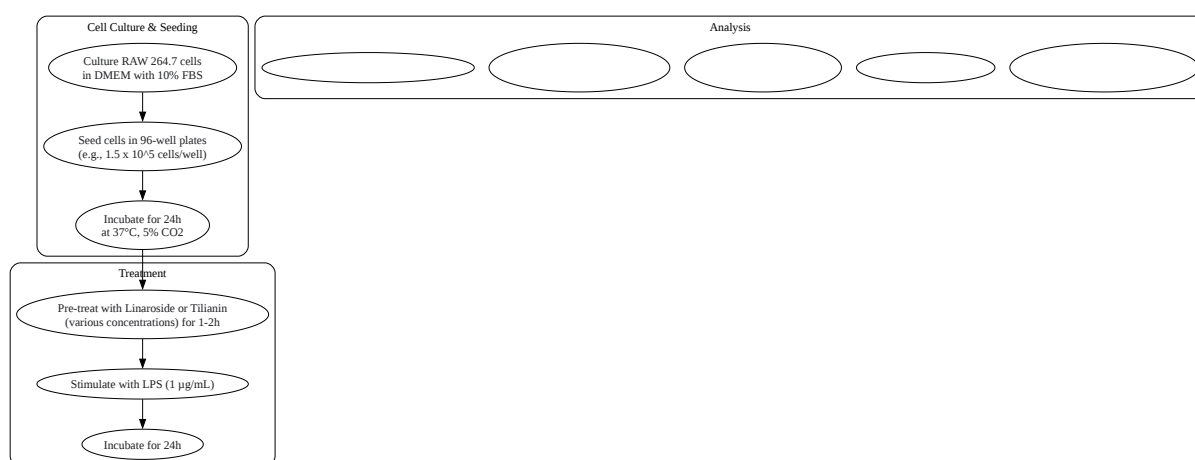 Cell Culture & Seeding
Culture RAW 264.7 cells
in DMEM with 10% FBS
Seed cells in 96-well plates
(e.g., 1.5 x 10^5 cells/well)
Incubate for 24h
at 37°C, 5% CO2
Analysis
Treatment
Pre-treat with Linaroside or Tilianin
(various concentrations) for 1-2h
Stimulate with LPS (1 µg/mL)
Incubate for 24h